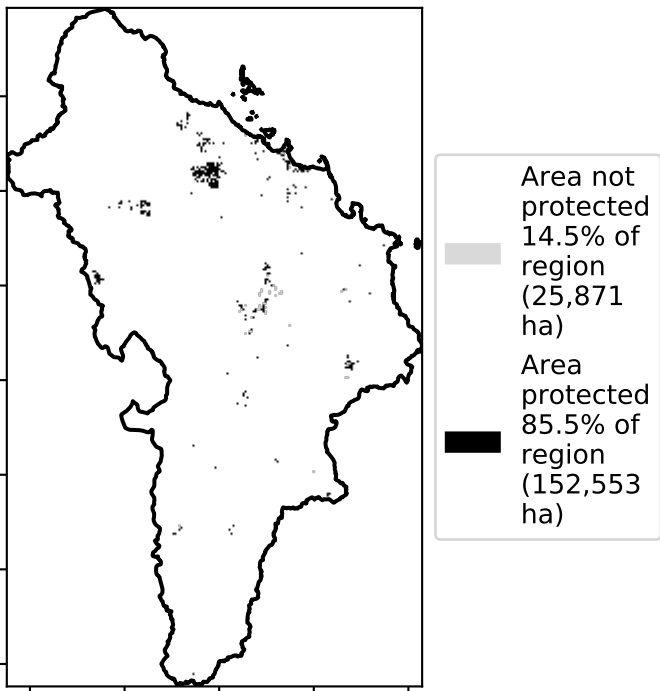 Area not
protected
14.5% of
region
(25,871
ha)
Area
protected
85.5% of
region
(152,553
ha)